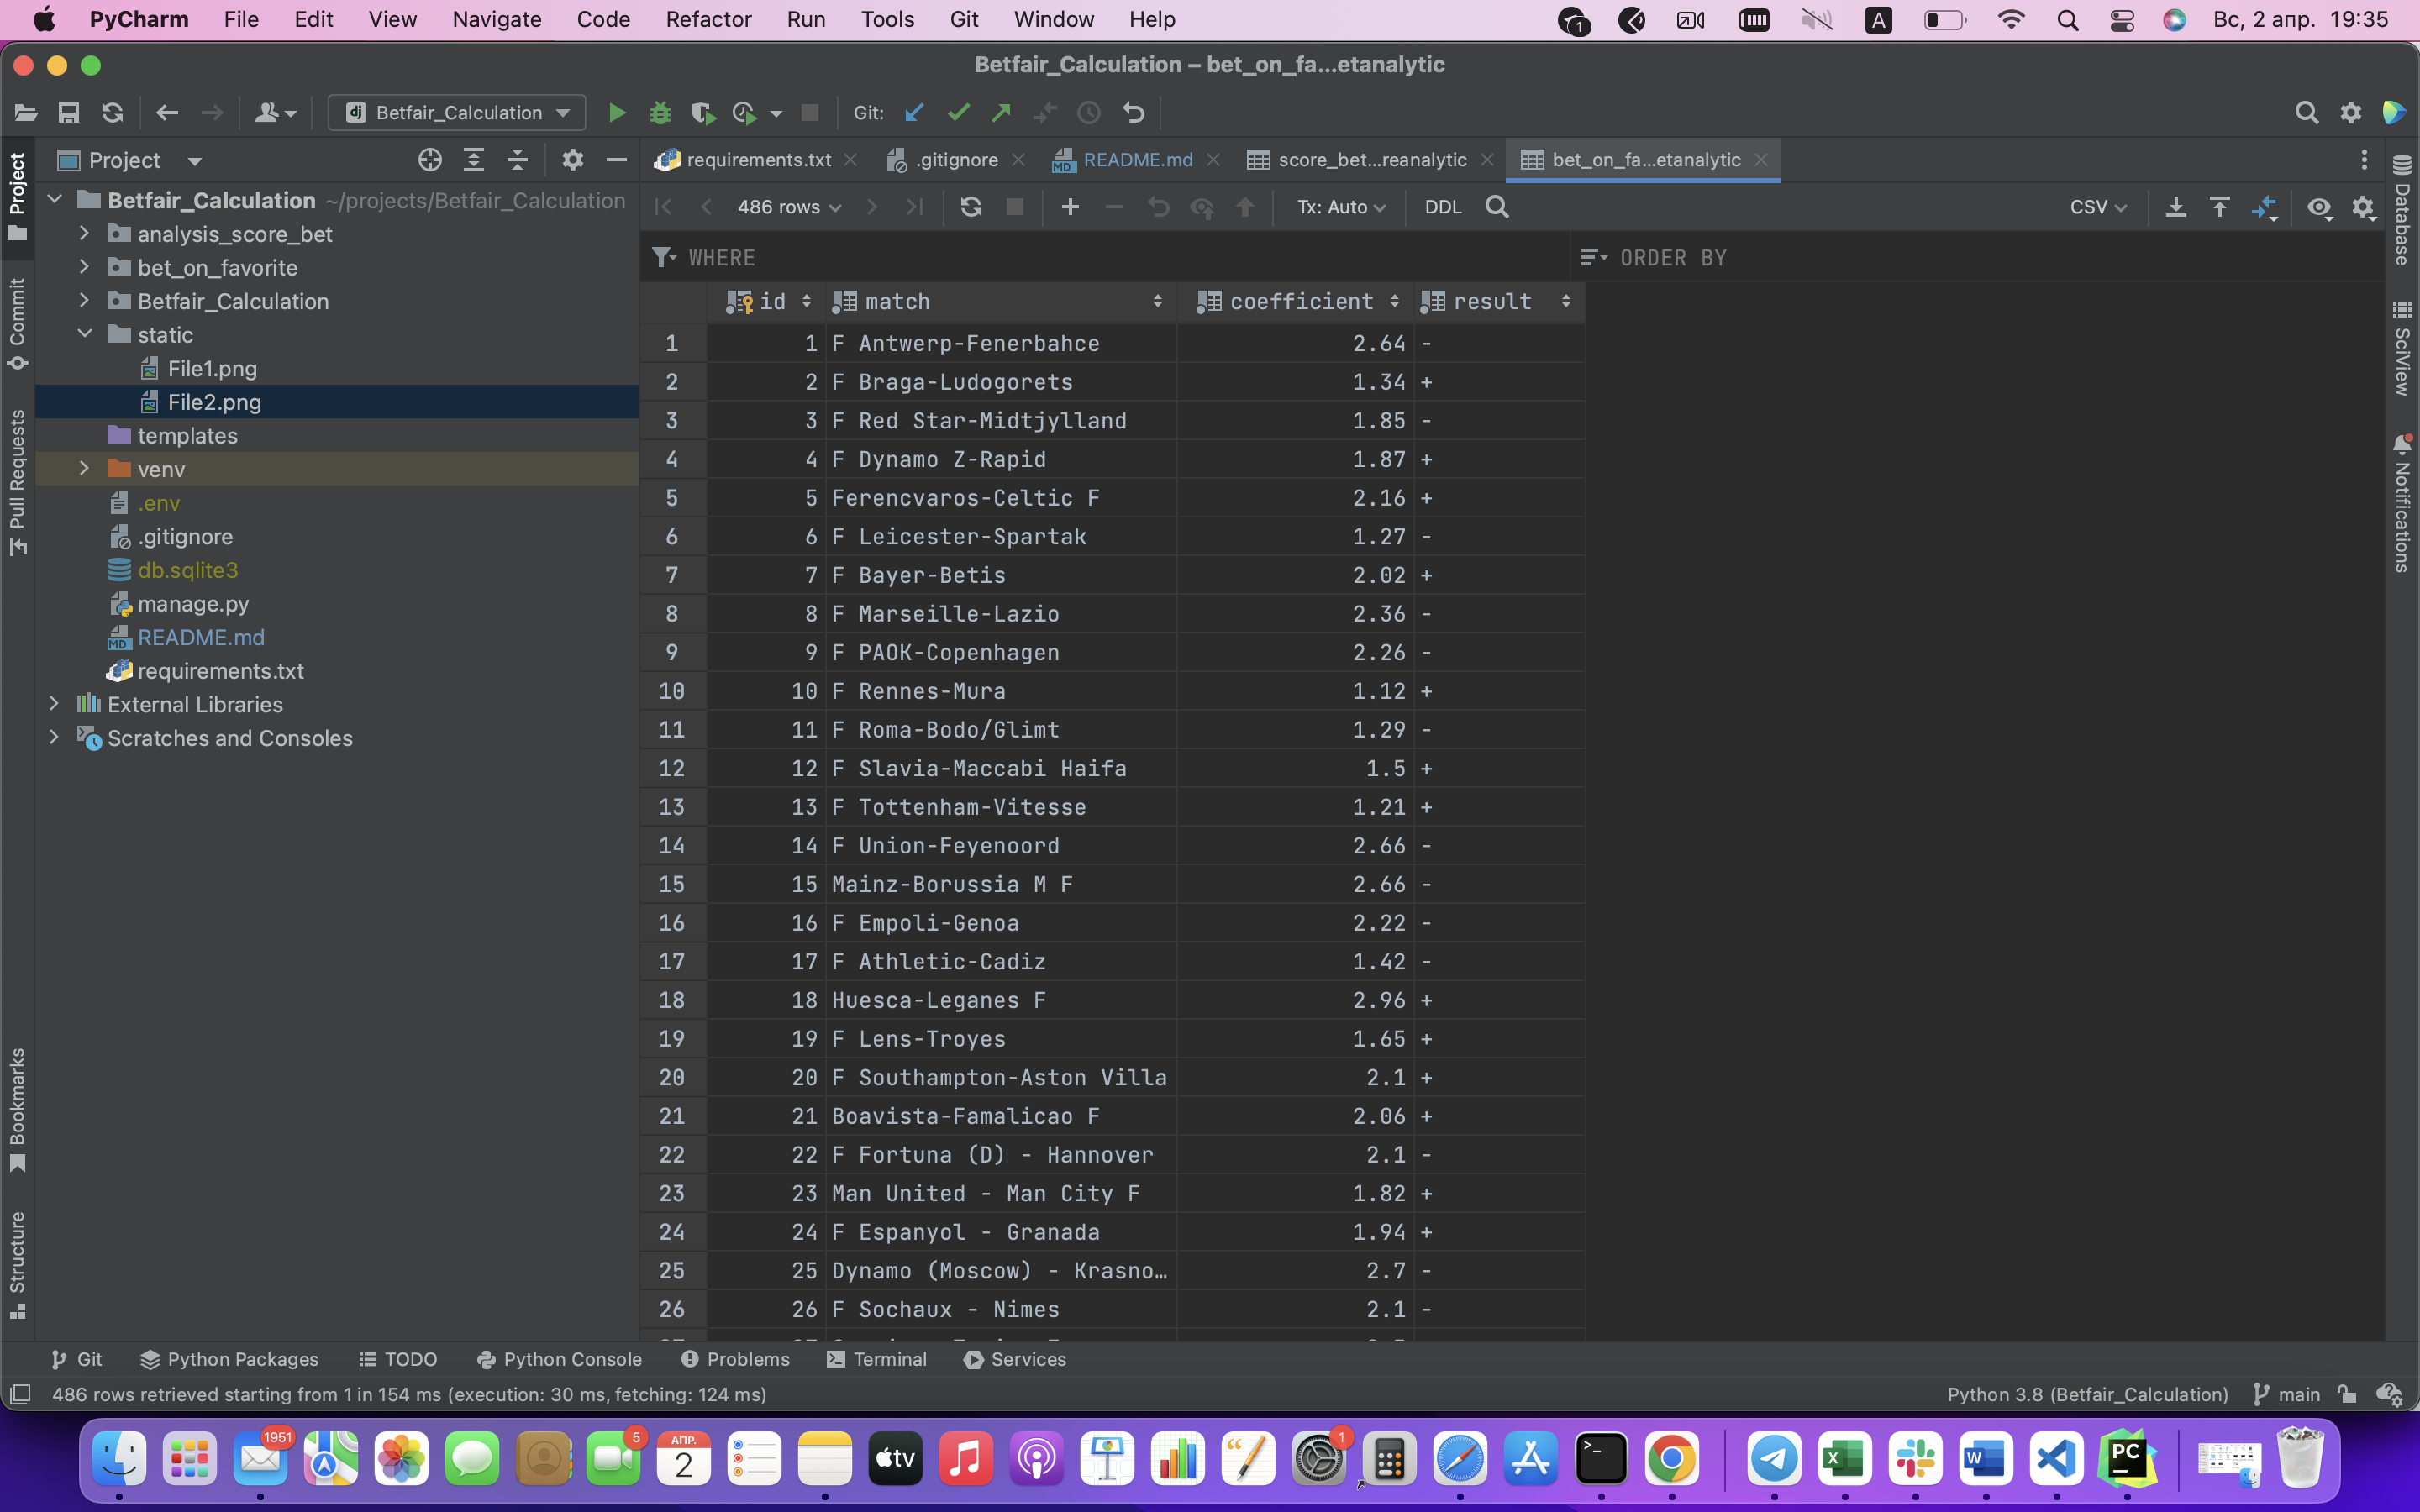 PyCharm File Edit View Navigate Code Refactor Run Tools Git Window Help 1 A Вс, 2 апр. 19:35
Betfair_Calculation – bet_on_fa...etanalytic
dj Betfair_Calculation Git:
Project requirements.txt .gitignore README.md score_bet...reanalytic bet_on_fa...etanalytic
486 rows Tx: Auto DDL CSV
WHERE ORDER BY
Project
Commit
Pull Requests
Bookmarks
Structure
Betfair_Calculation ~/projects/Betfair_Calculation
analysis_score_bet
bet_on_favorite
Betfair_Calculation
static
File1.png
File2.png
templates
venv
.env
.gitignore
db.sqlite3
manage.py
README.md
requirements.txt
External Libraries
Scratches and Consoles
id match coefficient result
1 1 F Antwerp-Fenerbahce 2.64 -
2 2 F Braga-Ludogorets 1.34 +
3 3 F Red Star-Midtjylland 1.85 -
4 4 F Dynamo Z-Rapid 1.87 +
5 5 Ferencvaros-Celtic F 2.16 +
6 6 F Leicester-Spartak 1.27 -
7 7 F Bayer-Betis 2.02 +
8 8 F Marseille-Lazio 2.36 -
9 9 F PAOK-Copenhagen 2.26 -
10 10 F Rennes-Mura 1.12 +
11 11 F Roma-Bodo/Glimt 1.29 -
12 12 F Slavia-Maccabi Haifa 1.5 +
13 13 F Tottenham-Vitesse 1.21 +
14 14 F Union-Feyenoord 2.66 -
15 15 Mainz-Borussia M F 2.66 -
16 16 F Empoli-Genoa 2.22 -
17 17 F Athletic-Cadiz 1.42 -
18 18 Huesca-Leganes F 2.96 +
19 19 F Lens-Troyes 1.65 +
20 20 F Southampton-Aston Villa 2.1 +
21 21 Boavista-Famalicao F 2.06 +
22 22 F Fortuna (D) - Hannover 2.1 -
23 23 Man United - Man City F 1.82 +
24 24 F Espanyol - Granada 1.94 +
25 25 Dynamo (Moscow) - Krasno… 2.7 -
26 26 F Sochaux - Nimes 2.1 -
Database
SciView
Notifications
Git Python Packages TODO Python Console Problems Terminal Services
486 rows retrieved starting from 1 in 154 ms (execution: 30 ms, fetching: 124 ms) Python 3.8 (Betfair_Calculation) main
1951 5 АПР. 2 tv 1 PC